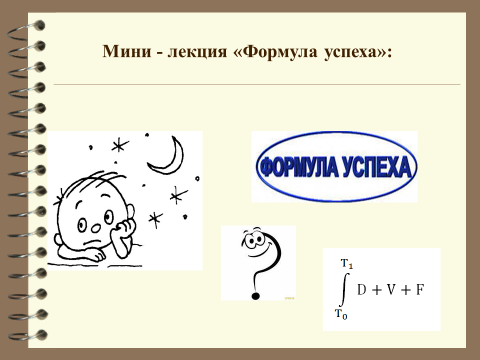 Мини - лекция «Формула успеха»:
ФОРМУЛА УСПЕХА
T1
∫ D + V + F
T0